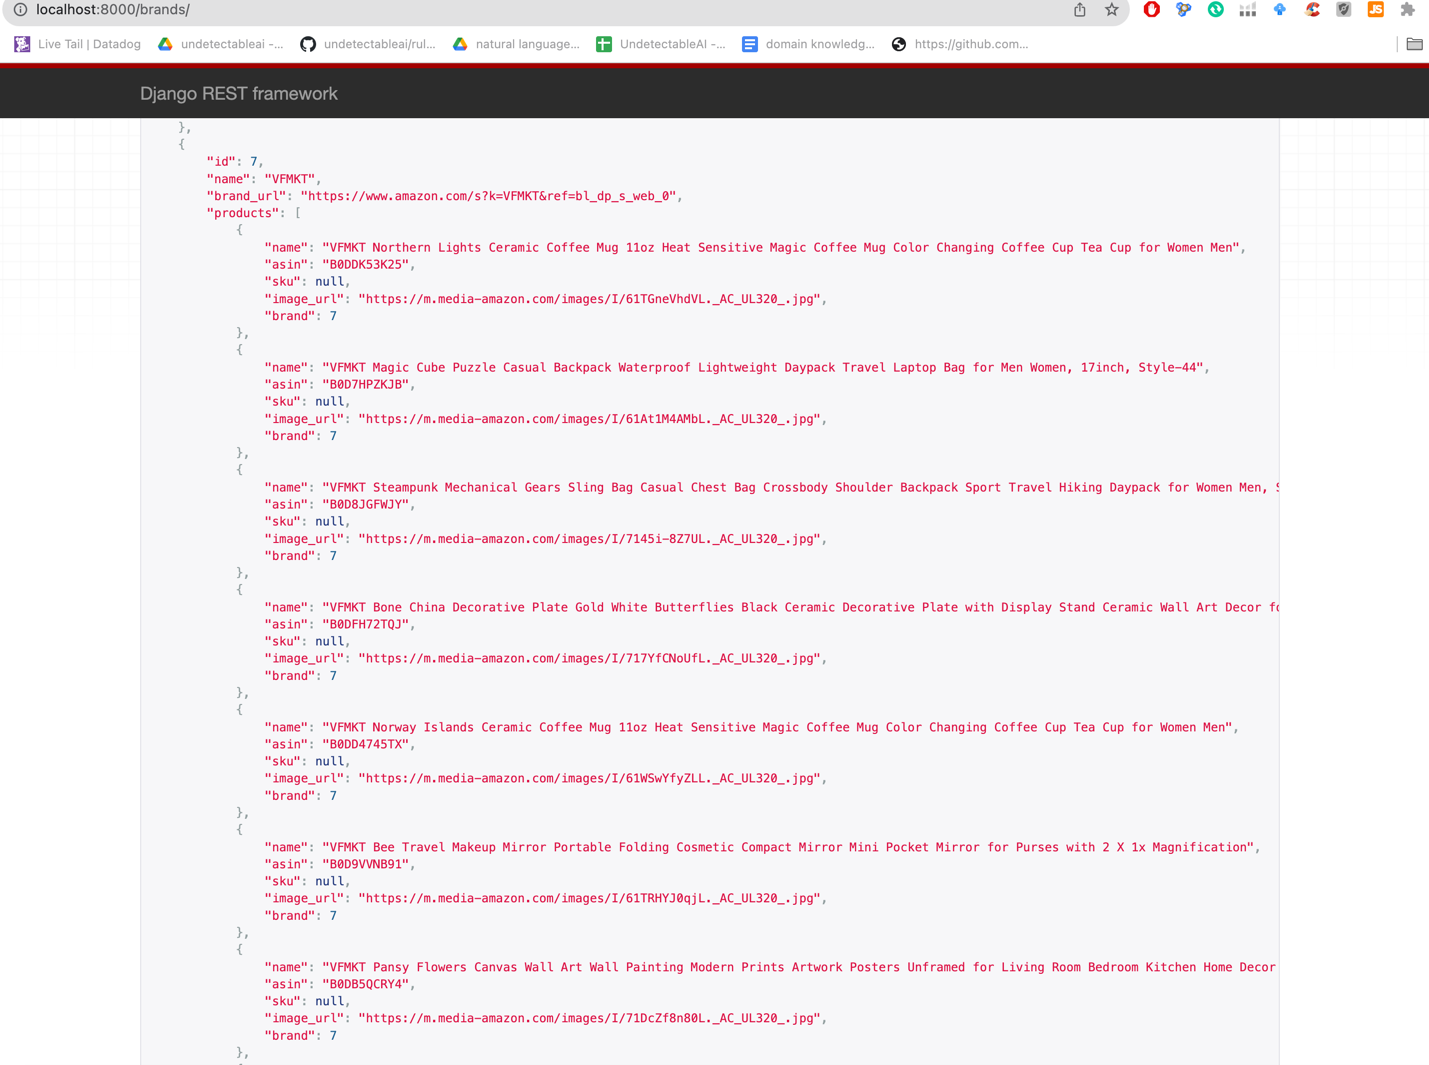 localhost:8000/brands/
Live Tail | Datadog undetectableai -... undetectableai/rul... natural language... UndetectableAI -... domain knowledg... https://github.com...
JS
Django REST framework
},
{
"id": 7,
"name": "VFMKT",
"brand_url": "https://www.amazon.com/s?k=VFMKT&ref=bl_dp_s_web_0",
"products": [
{
"name": "VFMKT Northern Lights Ceramic Coffee Mug 11oz Heat Sensitive Magic Coffee Mug Color Changing Coffee Cup Tea Cup for Women Men",
"asin": "B0DDK53K25",
"sku": null,
"image_url": "https://m.media-amazon.com/images/I/61TGneVhdVL._AC_UL320_.jpg",
"brand": 7
},
{
"name": "VFMKT Magic Cube Puzzle Casual Backpack Waterproof Lightweight Daypack Travel Laptop Bag for Men Women, 17inch, Style-44",
"asin": "B0D7HPZKJB",
"sku": null,
"image_url": "https://m.media-amazon.com/images/I/61At1M4AMbL._AC_UL320_.jpg",
"brand": 7
},
{
"name": "VFMKT Steampunk Mechanical Gears Sling Bag Casual Chest Bag Crossbody Shoulder Backpack Sport Travel Hiking Daypack for Women Men,
"asin": "B0D8JGFWJY",
"sku": null,
"image_url": "https://m.media-amazon.com/images/I/7145i-8Z7UL._AC_UL320_.jpg",
"brand": 7
},
{
"name": "VFMKT Bone China Decorative Plate Gold White Butterflies Black Ceramic Decorative Plate with Display Stand Ceramic Wall Art Decor
"asin": "B0DFH72TQJ",
"sku": null,
"image_url": "https://m.media-amazon.com/images/I/717YfCNoUfL._AC_UL320_.jpg",
"brand": 7
},
{
"name": "VFMKT Norway Islands Ceramic Coffee Mug 11oz Heat Sensitive Magic Coffee Mug Color Changing Coffee Cup Tea Cup for Women Men",
"asin": "B0DD4745TX",
"sku": null,
"image_url": "https://m.media-amazon.com/images/I/61WSwYfyZLL._AC_UL320_.jpg",
"brand": 7
},
{
"name": "VFMKT Bee Travel Makeup Mirror Portable Folding Cosmetic Compact Mirror Mini Pocket Mirror for Purses with 2 X 1x Magnification",
"asin": "B0D9VVNB91",
"sku": null,
"image_url": "https://m.media-amazon.com/images/I/61TRHYJ0qjL._AC_UL320_.jpg",
"brand": 7
},
{
"name": "VFMKT Pansy Flowers Canvas Wall Art Wall Painting Modern Prints Artwork Posters Unframed for Living Room Bedroom Kitchen Home Decor
"asin": "B0DB5QCRY4",
"sku": null,
"image_url": "https://m.media-amazon.com/images/I/71DcZf8n80L._AC_UL320_.jpg",
"brand": 7
},